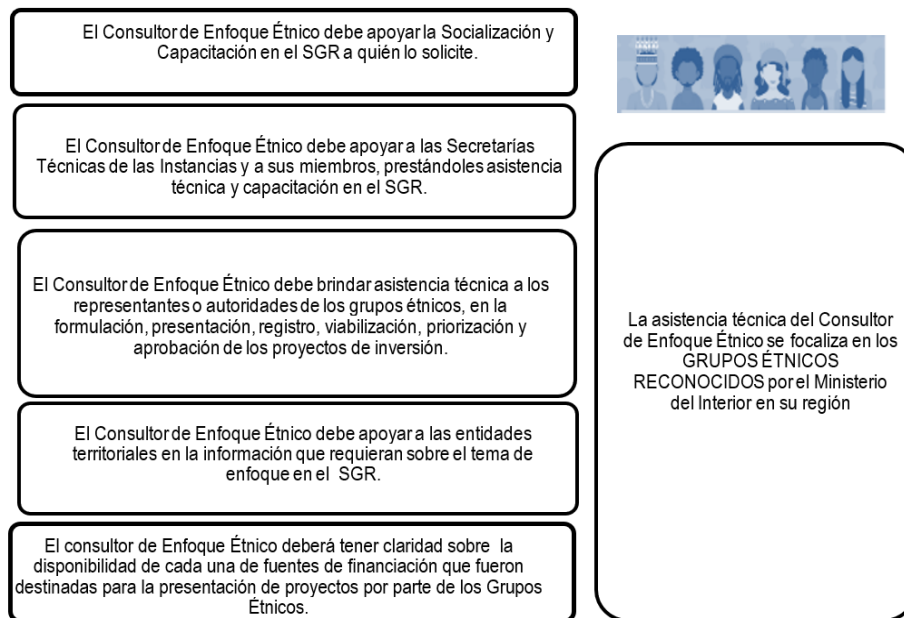 El Consultor de Enfoque Étnico debe apoyar la Socialización y
Capacitación en el SGR a quién lo solicite.
El Consultor de Enfoque Étnico debe apoyar a las Secretarías
Técnicas de las Instancias y a sus miembros, prestándoles asistencia
técnica y capacitación en el SGR.
El Consultor de Enfoque Étnico debe brindar asistencia técnica a los
representantes o autoridades de los grupos étnicos, en la
formulación, presentación, registro, viabilización, priorización y
aprobación de los proyectos de inversión.
El Consultor de Enfoque Étnico debe apoyar a las entidades
territoriales en la información que requieran sobre el tema de
enfoque en el SGR.
El consultor de Enfoque Étnico deberá tener claridad sobre la
disponibilidad de cada una de fuentes de financiación que fueron
destinadas para la presentación de proyectos por parte de los Grupos
Étnicos.
La asistencia técnica del Consultor
de Enfoque Étnico se focaliza en los
GRUPOS ÉTNICOS
RECONOCIDOS por el Ministerio
del Interior en su región